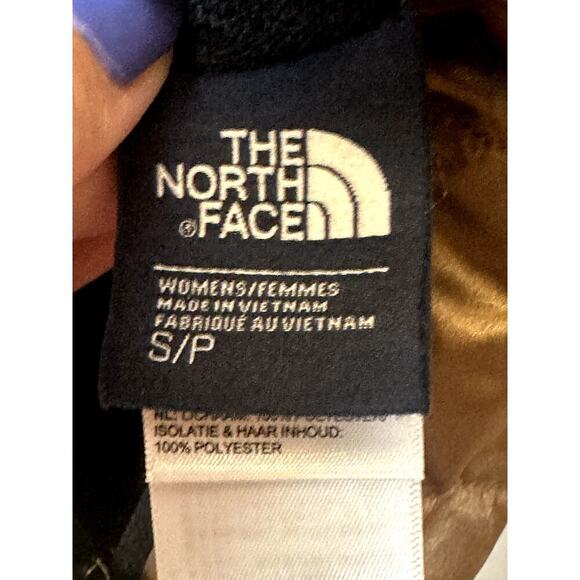 THE
NORTH
®FACE
WOMENS/FEMMES
MADE IN VIETNAM
FABRIQUÉ AU VIETNAM
S/P
ISOLATIE & HAAR INHOUD:
100% POLYESTER